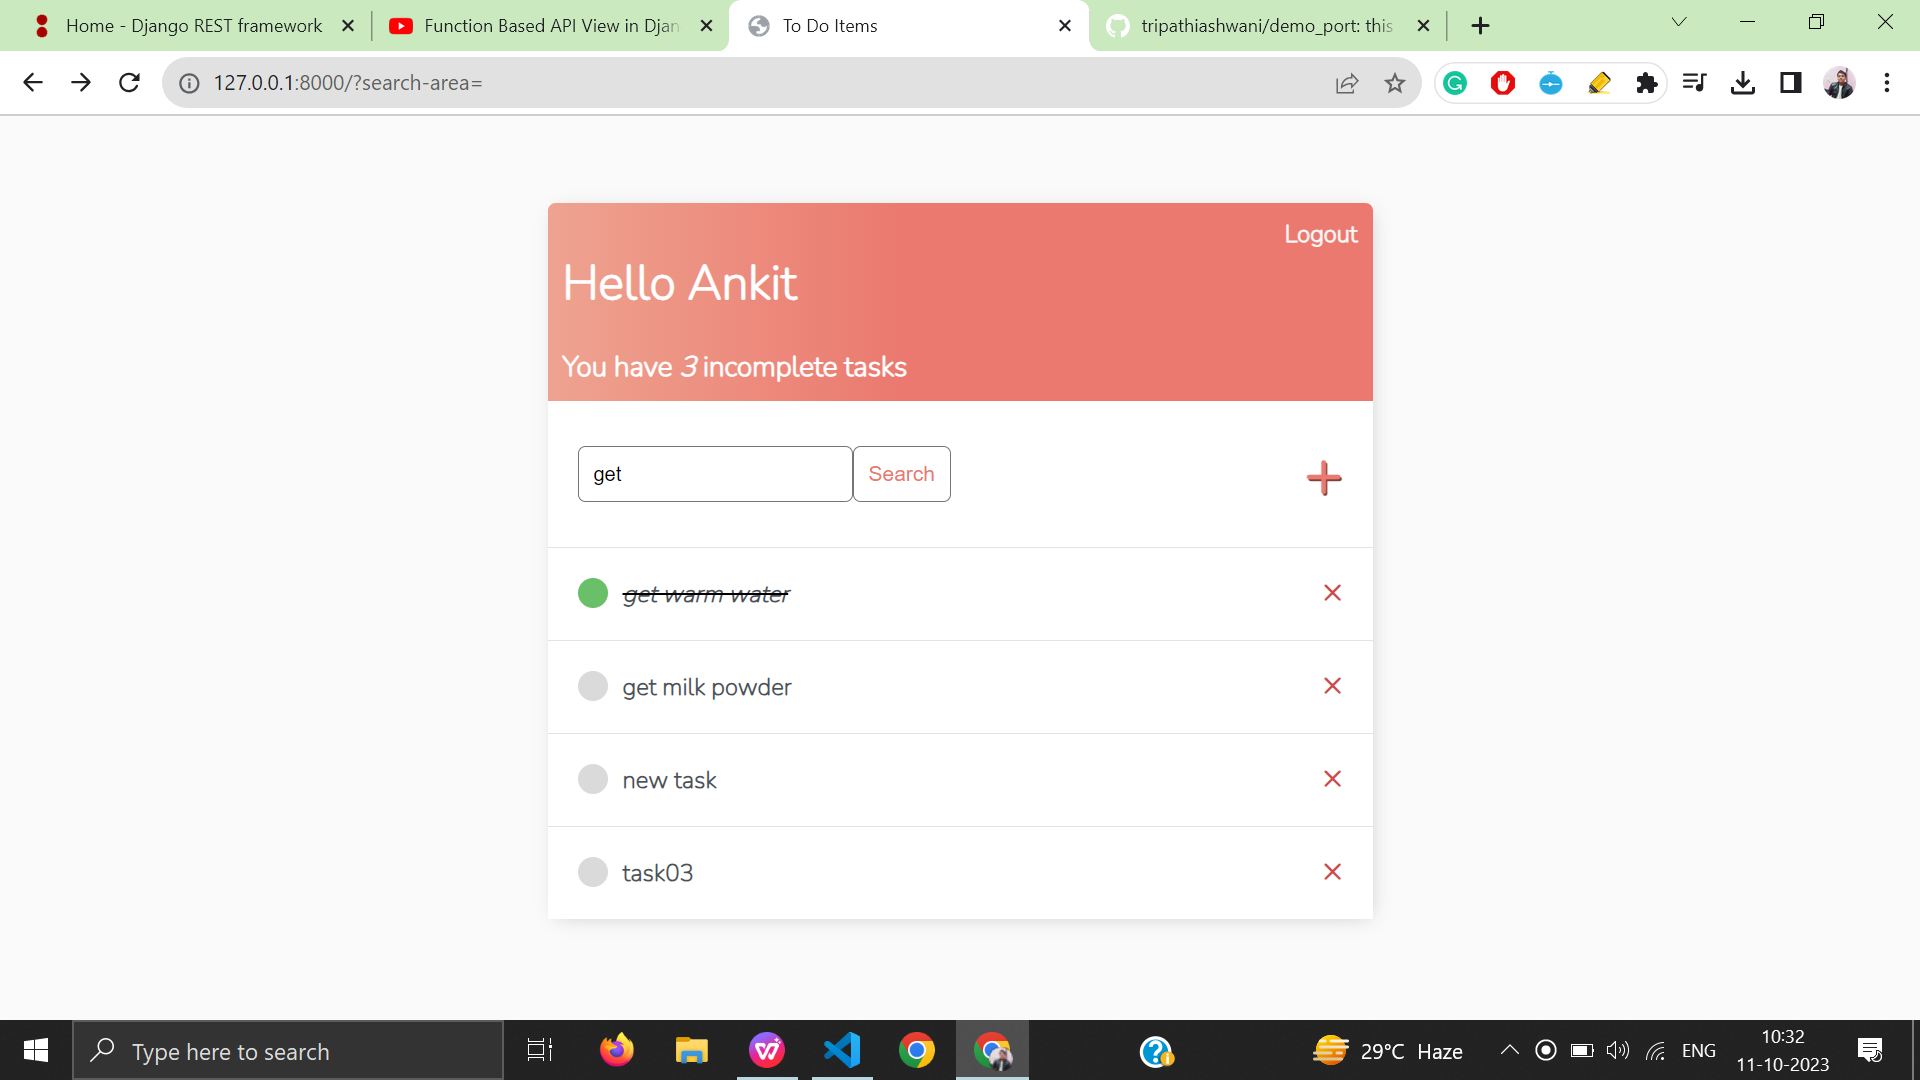 Home - Django REST framework
Function Based API View in Djan
To Do Items
tripathiashwani/demo_port: this
127.0.0.1:8000/?search-area=
Logout
Hello Ankit
You have 3 incomplete tasks
get
Search
get warm water
get milk powder
new task
task03
Type here to search
29°C Haze
ENG
10:32
11-10-2023